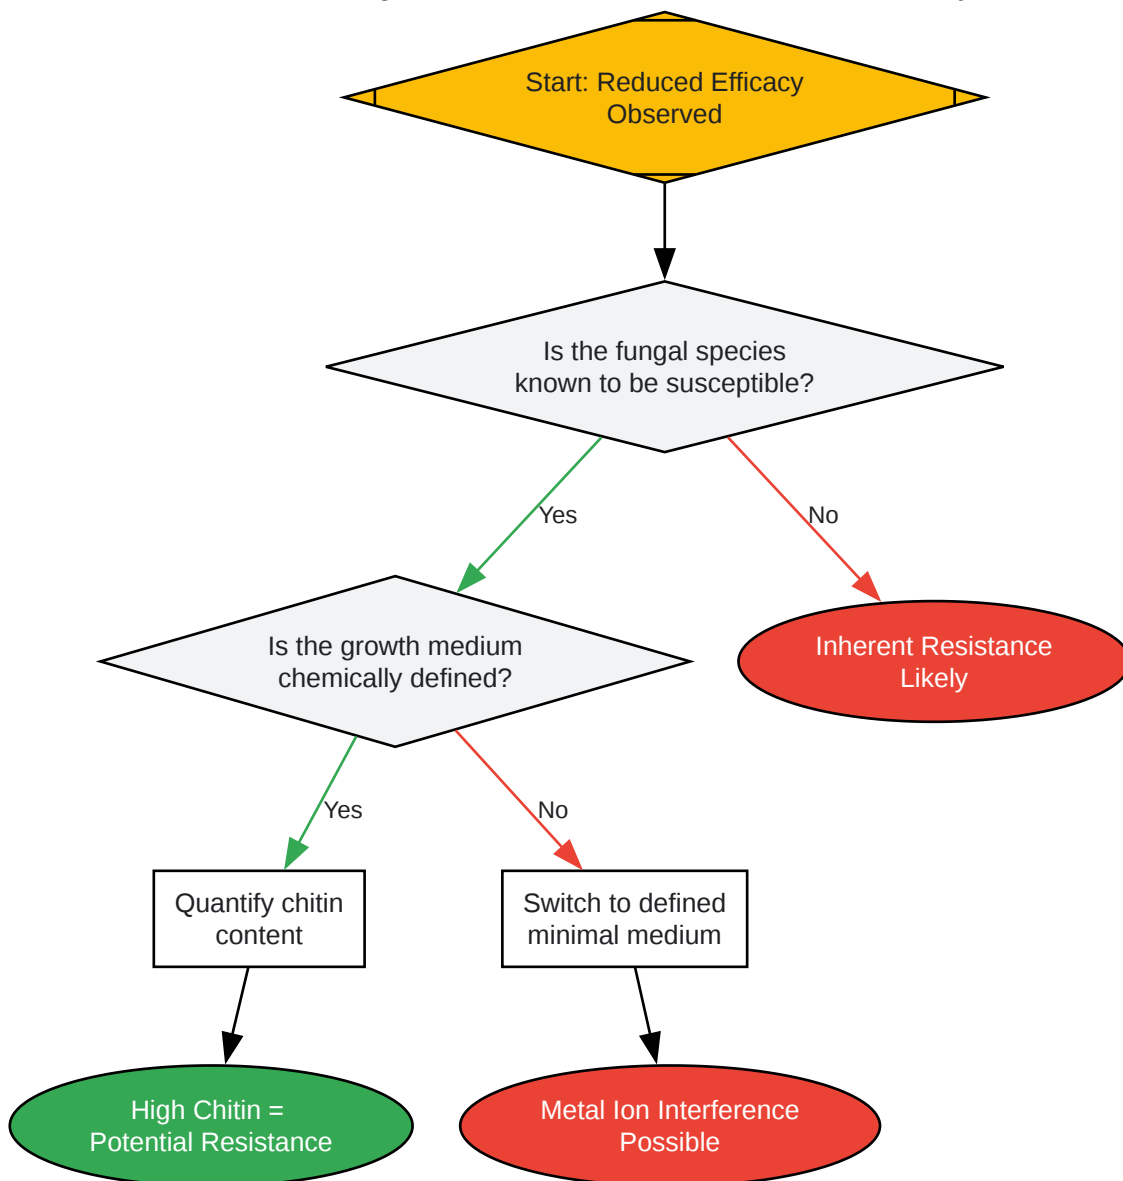 Start: Reduced Efficacy
Observed
Is the fungal species
known to be susceptible?
Yes
No
Is the growth medium
chemically defined?
Inherent Resistance
Likely
Yes
No
Quantify chitin
content
Switch to defined
minimal medium
High Chitin =
Potential Resistance
Metal Ion Interference
Possible